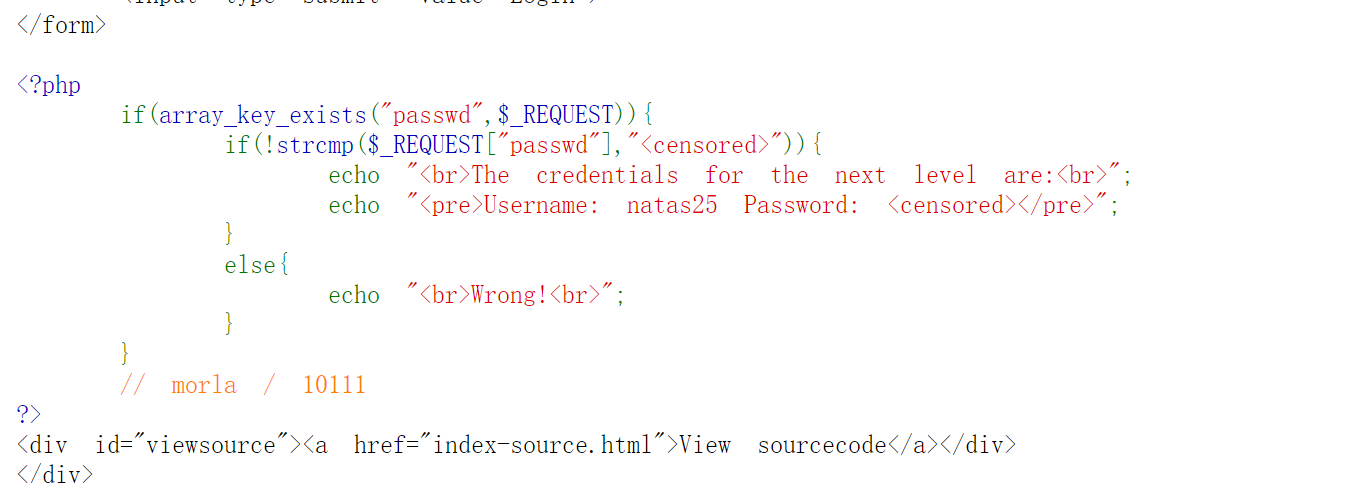 </form>
<?php
if(array_key_exists("passwd",$_REQUEST)){
if(!strcmp($_REQUEST["passwd"],"<censored>")){
echo "<br>The credentials for the next level are:<br>";
echo "<pre>Username: natas25 Password: <censored></pre>";
}
else{
echo "<br>Wrong!<br>";
}
}
// morla / 10111
?>
<div id="viewsource"><a href="index-source.html">View sourcecode</a></div>
</div>